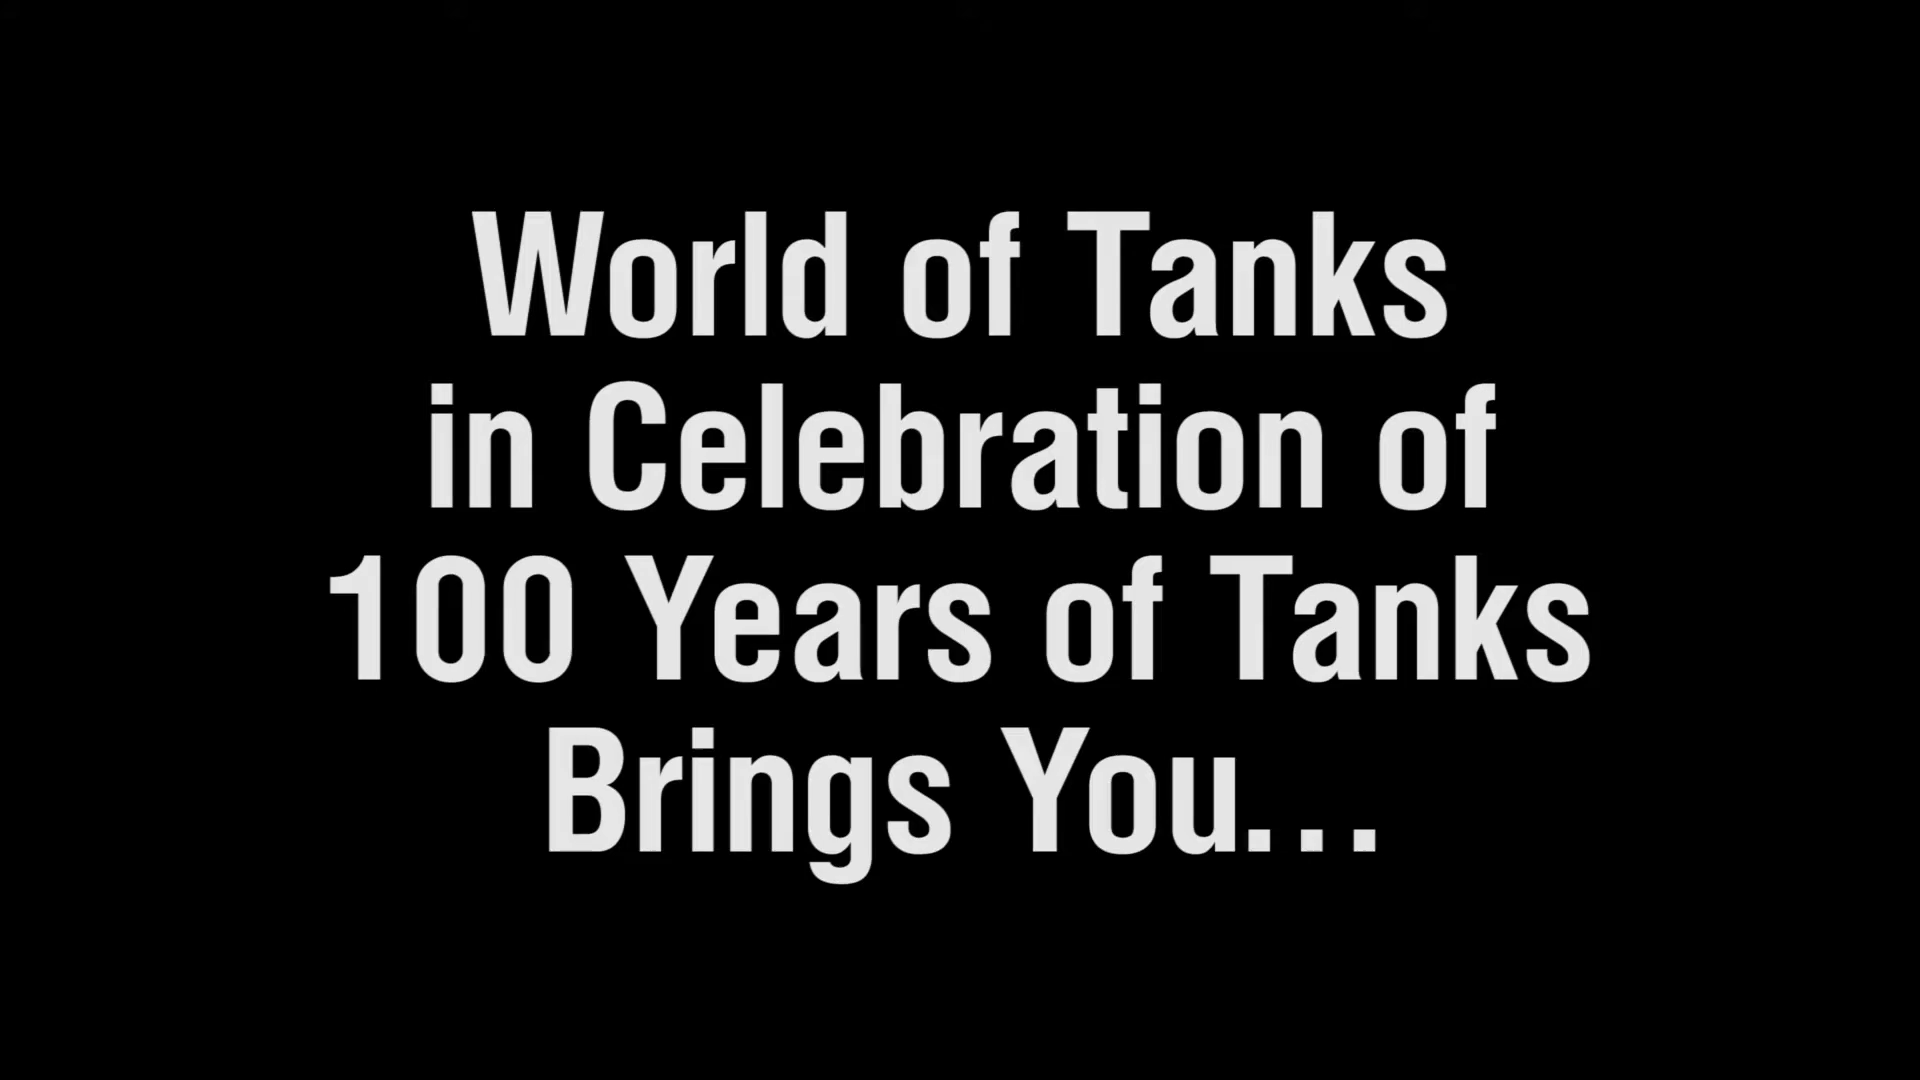 World of Tanks
in Celebration of
100 Years of Tanks
Brings You...